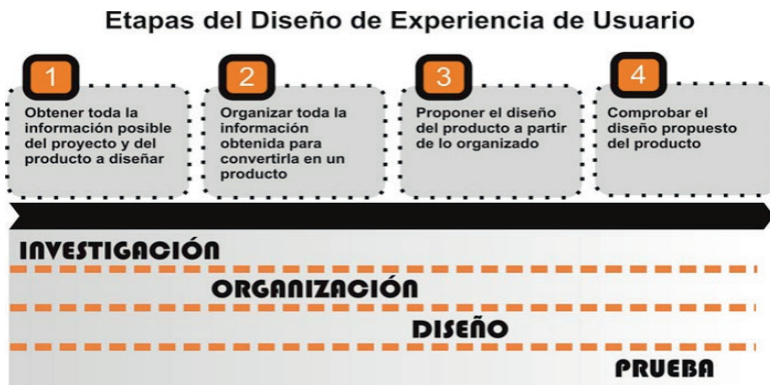 Etapas del Diseño de Experiencia de Usuario
1
Obtener toda la
información posible
del proyecto y del
producto a diseñar
2
Organizar toda la
información
obtenida para
convertirla en un
producto
3
Proponer el diseño
del producto a partir
de lo organizado
4
Comprobar el
diseño propuesto
del producto
INVESTIGACIÓN
ORGANIZACIÓN
DISEÑO
PRUEBA